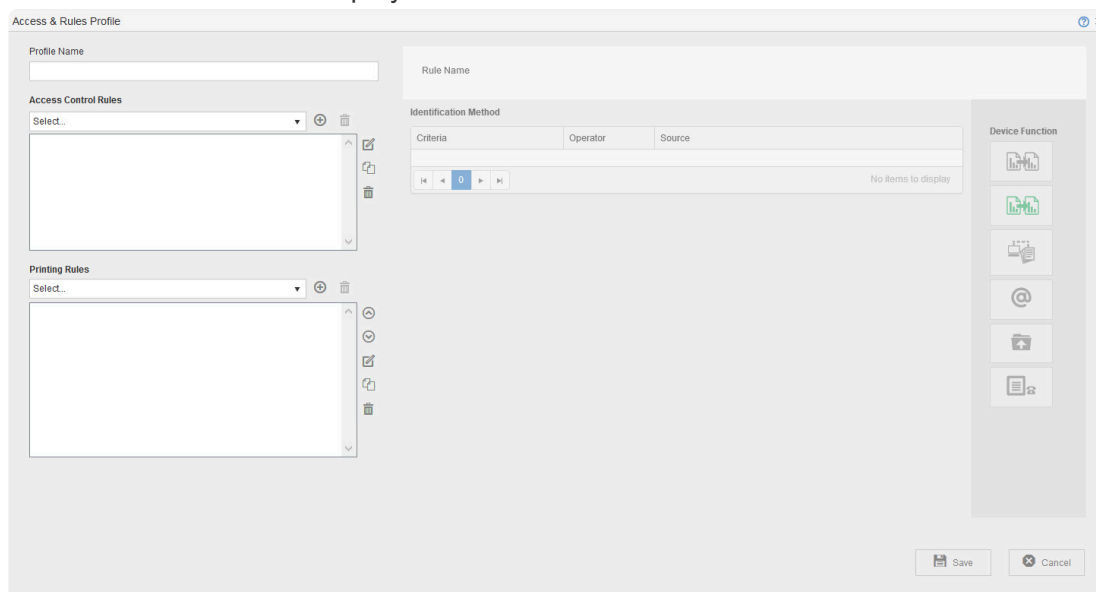 Access & Rules Profile
Profile Name
Rule Name
Access Control Rules
Select...
Identification Method
Criteria Operator Source
0
No items to display
Device Function
Printing Rules
Select...
@
Save
Cancel